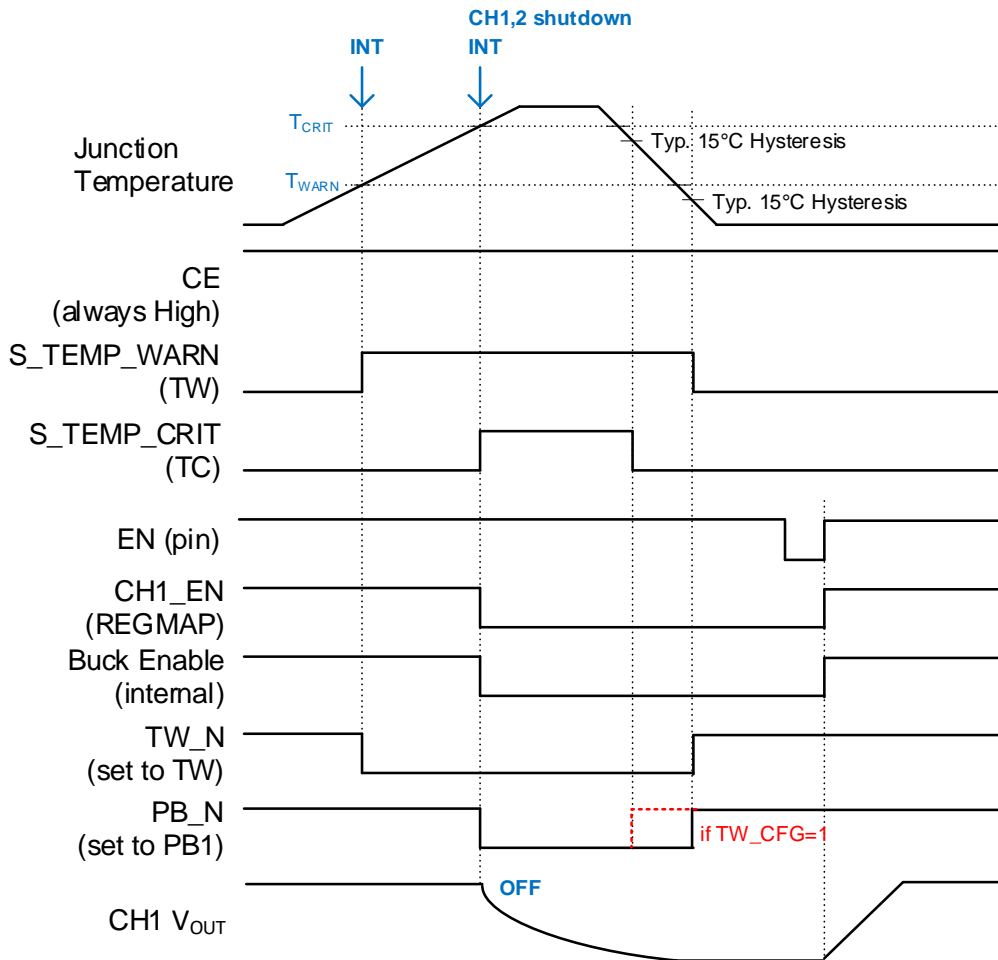 CH1,2 shutdown
INT
INT
TCRIT
Junction
Temperature
Typ. 15°C Hysteresis
TWARN
Typ. 15°C Hysteresis
CE
(always High)
S_TEMP_WARN
(TW)
S_TEMP_CRIT
(TC)
EN (pin)
CH1_EN
(REGMAP)
Buck Enable
(internal)
TW_N
(set to TW)
PB_N
(set to PB1)
if TW_CFG=1
OFF
CH1 VOUT